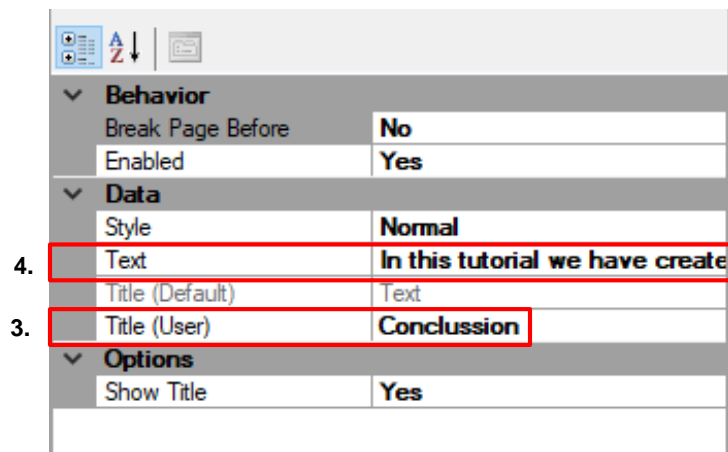 Behavior
Break Page Before No
Enabled Yes
Data
Style Normal
4. Text In this tutorial we have create
Title (Default) Text
3. Title (User) Conclussion
Options
Show Title Yes